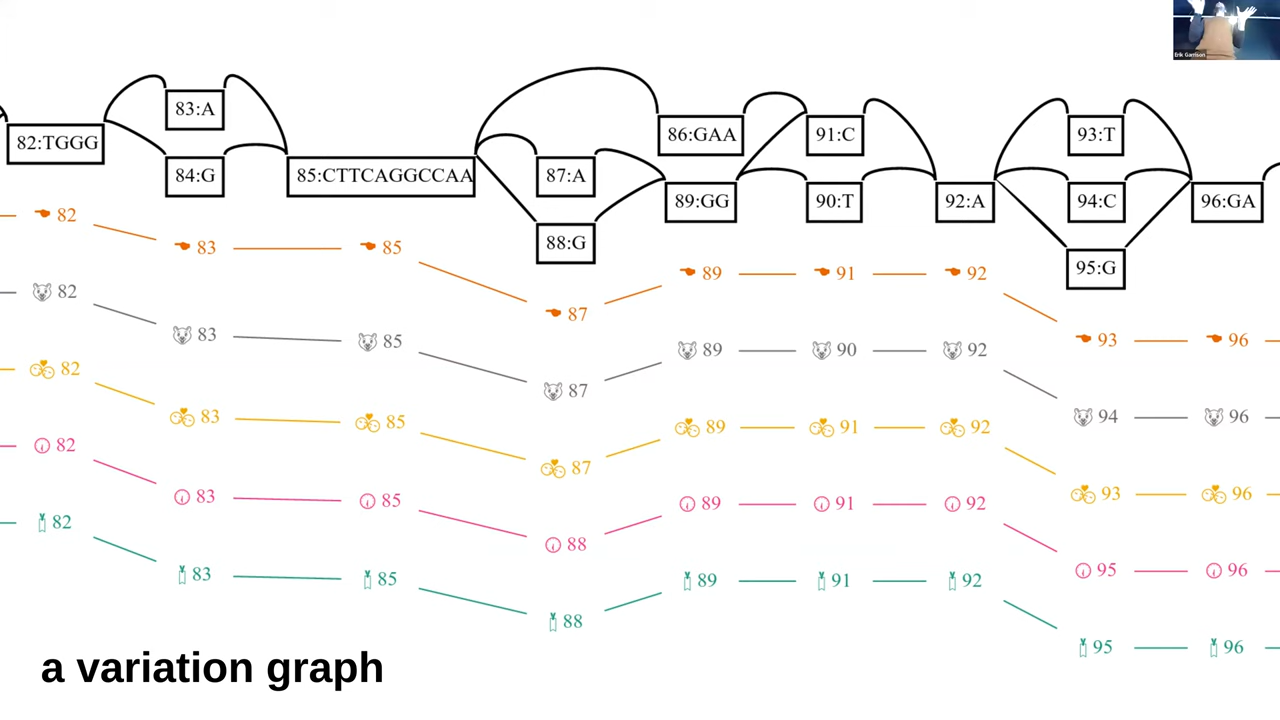 Erik Garrison
83:A
82:TGGG
84:G
85:CTTCAGGCCAA
87:A
88:G
86:GAA
89:GG
91:C
90:T
92:A
93:T
94:C
95:G
96:GA
82 83 85 87 89 91 92 93 96
82 83 85 87 89 90 92 94 96
82 83 85 87 89 91 92 93 96
82 83 85 88 89 91 92 95 96
82 83 85 88 89 91 92 95 96
a variation graph